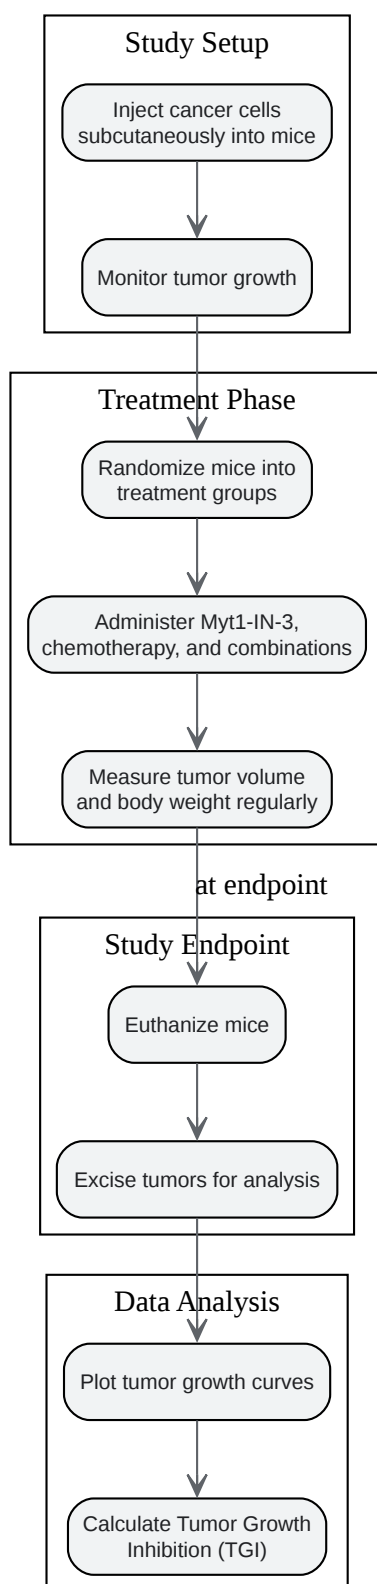 Study Setup
Inject cancer cells
subcutaneously into mice
Monitor tumor growth
Treatment Phase
Randomize mice into
treatment groups
Administer Myt1-IN-3,
chemotherapy, and combinations
Measure tumor volume
and body weight regularly
at endpoint
Study Endpoint
Euthanize mice
Excise tumors for analysis
Data Analysis
Plot tumor growth curves
Calculate Tumor Growth
Inhibition (TGI)